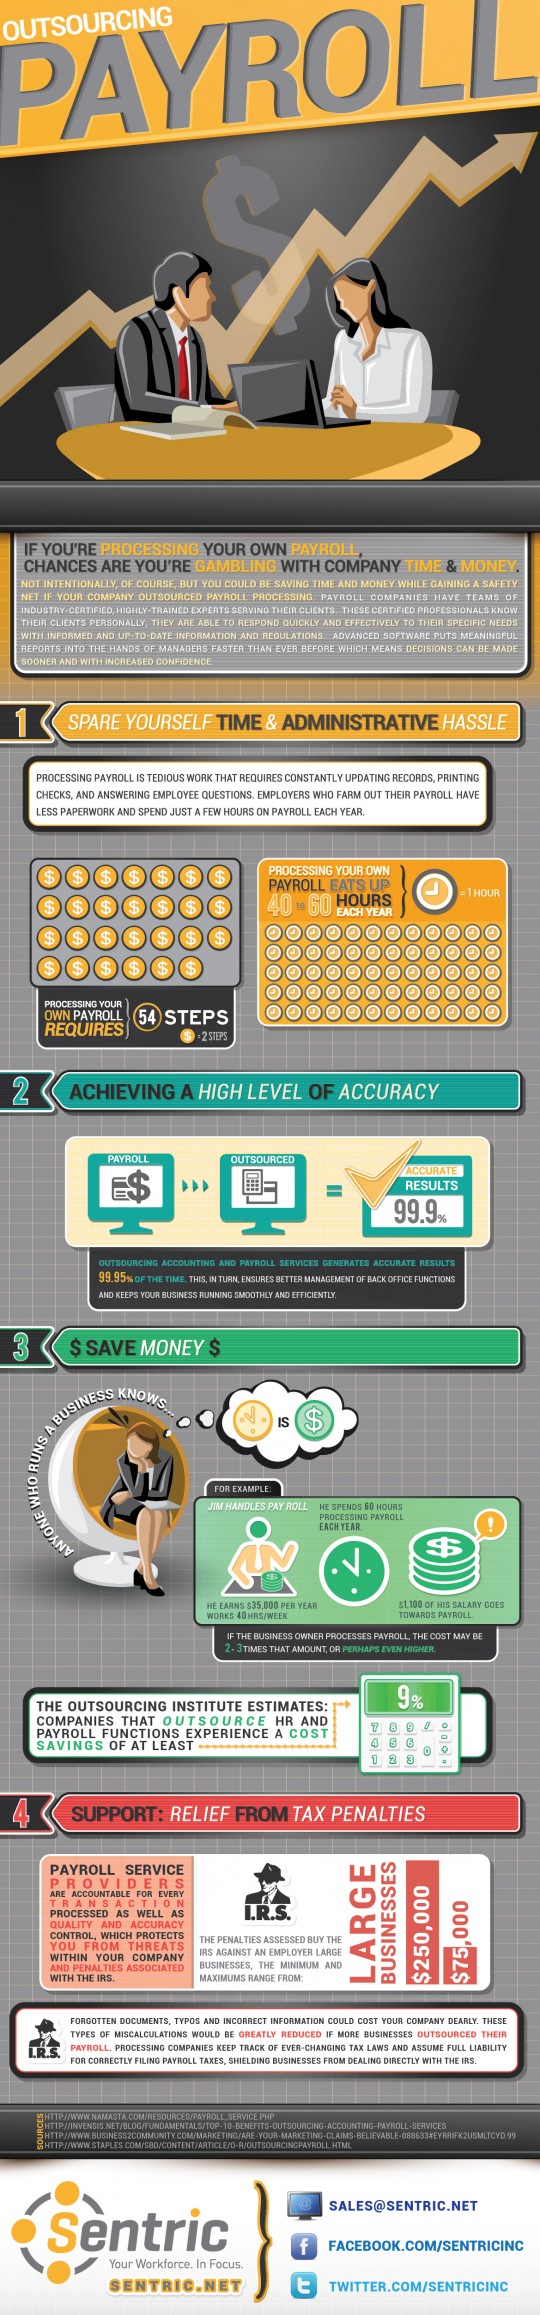 OUTSOURCING
PAYROLL
IF YOU'RE PROCESSING YOUR OWN PAYROLL,
CHANCES ARE YOU'RE GAMBLING WITH COMPANY TIME & MONEY.
NOT INTENTIONALLY, OF COURSE, BUT YOU COULD BE SAVING TIME AND MONEY WHILE GAINING A SAFETY
NET IF YOUR COMPANY OUTSOURCED PAYROLL PROCESSING. PAYROLL COMPANIES HAVE TEAMS OF
INDUSTRY-CERTIFIED, HIGHLY-TRAINED EXPERTS SERVING THEIR CLIENTS. THESE CERTIFIED PROFESSIONALS KNOW
THEIR CLIENTS PERSONALLY, THEY ARE ABLE TO RESPOND QUICKLY AND EFFECTIVELY TO THEIR SPECIFIC NEEDS
WITH INFORMED AND UP-TO-DATE INFORMATION AND REGULATIONS. ADVANCED SOFTWARE PUTS MEANINGFUL
REPORTS INTO THE HANDS OF MANAGERS FASTER THAN EVER BEFORE WHICH MEANS DECISIONS CAN BE MADE
SOONER AND WITH INCREASED CONFIDENCE.
1 SPARE YOURSELF TIME & ADMINISTRATIVE HASSLE
PROCESSING PAYROLL IS TEDIOUS WORK THAT REQUIRES CONSTANTLY UPDATING RECORDS, PRINTING
CHECKS, AND ANSWERING EMPLOYEE QUESTIONS. EMPLOYERS WHO FARM OUT THEIR PAYROLL HAVE
LESS PAPERWORK AND SPEND JUST A FEW HOURS ON PAYROLL EACH YEAR.
PROCESSING YOUR
OWN PAYROLL
REQUIRES
54 STEPS
$ = 2 STEPS
PROCESSING YOUR OWN
PAYROLL EATS UP
40 TO 60 HOURS
EACH YEAR
= 1 HOUR
2 ACHIEVING A HIGH LEVEL OF ACCURACY
PAYROLL
OUTSOURCED
=
ACCURATE
RESULTS
99.9%
OUTSOURCING ACCOUNTING AND PAYROLL SERVICES GENERATES ACCURATE RESULTS
99.95% OF THE TIME. THIS, IN TURN, ENSURES BETTER MANAGEMENT OF BACK OFFICE FUNCTIONS
AND KEEPS YOUR BUSINESS RUNNING SMOOTHLY AND EFFICIENTLY.
3 $ SAVE MONEY $
ANYONE WHO RUNS A BUSINESS KNOWS...
IS $
FOR EXAMPLE:
JIM HANDLES PAY ROLL
HE SPENDS 60 HOURS
PROCESSING PAYROLL
EACH YEAR.
HE EARNS $35,000 PER YEAR
WORKS 40 HRS/WEEK
$1,100 OF HIS SALARY GOES
TOWARDS PAYROLL.
IF THE BUSINESS OWNER PROCESSES PAYROLL, THE COST MAY BE
2-3 TIMES THAT AMOUNT, OR PERHAPS EVEN HIGHER.
THE OUTSOURCING INSTITUTE ESTIMATES:
COMPANIES THAT OUTSOURCE HR AND
PAYROLL FUNCTIONS EXPERIENCE A COST
SAVINGS OF AT LEAST
9%
4 SUPPORT: RELIEF FROM TAX PENALTIES
PAYROLL SERVICE
PROVIDERS
ARE ACCOUNTABLE FOR EVERY
TRANSACTION
PROCESSED AS WELL AS
QUALITY AND ACCURACY
CONTROL, WHICH PROTECTS
YOU FROM THREATS
WITHIN YOUR COMPANY
AND PENALTIES ASSOCIATED
WITH THE IRS.
I.R.S.
THE PENALTIES ASSESSED BUY THE
IRS AGAINST AN EMPLOYER LARGE
BUSINESSES, THE MINIMUM AND
MAXIMUMS RANGE FROM:
LARGE
BUSINESSES
$250,000
$75,000
I.R.S.
FORGOTTEN DOCUMENTS, TYPOS AND INCORRECT INFORMATION COULD COST YOUR COMPANY DEARLY. THESE
TYPES OF MISCALCULATIONS WOULD BE GREATLY REDUCED IF MORE BUSINESSES OUTSOURCED THEIR
PAYROLL. PROCESSING COMPANIES KEEP TRACK OF EVER-CHANGING TAX LAWS AND ASSUME FULL LIABILITY
FOR CORRECTLY FILING PAYROLL TAXES, SHIELDING BUSINESSES FROM DEALING DIRECTLY WITH THE IRS.
SOURCES
HTTP://WWW.NAMASTA.COM/RESOURCES/PAYROLL_SERVICE.PHP
HTTP://INVENSIS.NET/BLOG/FUNDAMENTALS/TOP-10-BENEFITS-OUTSOURCING-ACCOUNTING-PAYROLL-SERVICES
HTTP://WWW.BUSINESS2COMMUNITY.COM/MARKETING/ARE-YOUR-MARKETING-CLAIMS-BELIEVABLE-088633#EYRRIFK2USMLTCYD.99
HTTP://WWW.STAPLES.COM/SBD/CONTENT/ARTICLE/O-R/OUTSOURCINGPAYROLL.HTML
Sentric
Your Workforce. In Focus.
SENTRIC.NET
SALES@SENTRIC.NET
FACEBOOK.COM/SENTRICINC
TWITTER.COM/SENTRICINC